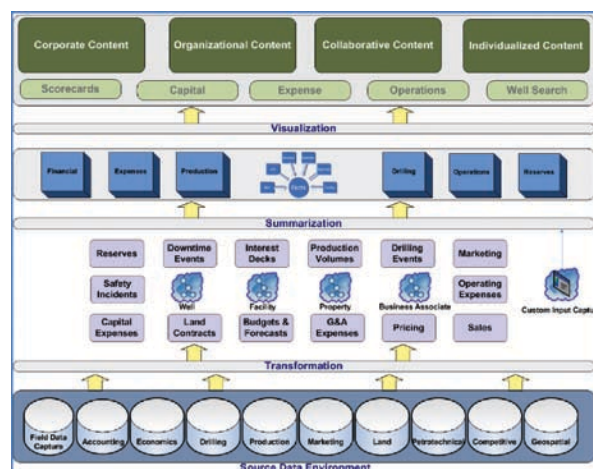 Corporate Content
Organizational Content
Collaborative Content
Individualized Content
Scorecards
Capital
Expense
Operations
Well Search
Visualization
Financial
Expenses
Production
Facts
Drilling
Operations
Reserves
Summarization
Reserves
Downtime
Events
Interest
Decks
Production
Volumes
Drilling
Events
Marketing
Safety
Incidents
Well
Facility
Property
Business Associate
Operating
Expenses
Custom Input Captu
Capital
Expenses
Land
Contracts
Budgets &
Forecasts
G&A
Expenses
Pricing
Sales
Transformation
Field Data
Capture
Accounting
Economics
Drilling
Production
Marketing
Land
Petrotechnical
Competitive
Geospatial
Source Data Environment